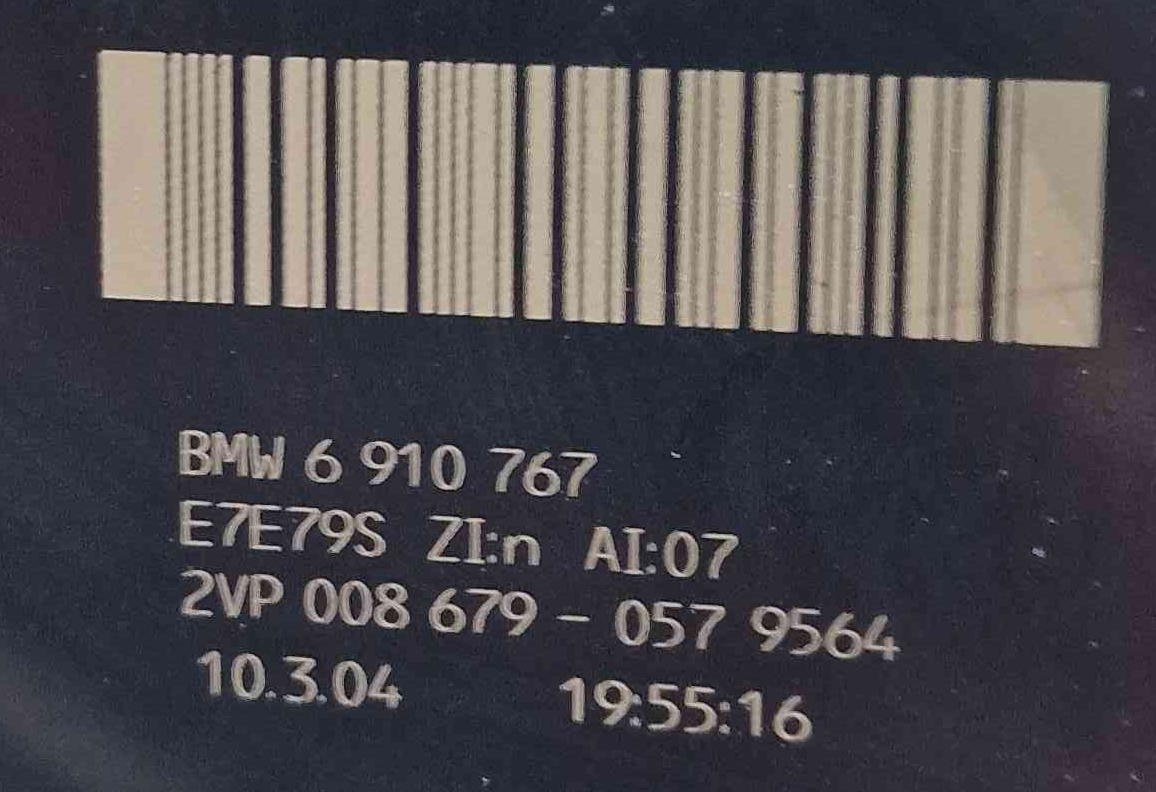 BMW 6 910 767
E7E79S ZI:n AI:07
2VP 008 679 - 057 9564
10.3.04 19:55:16